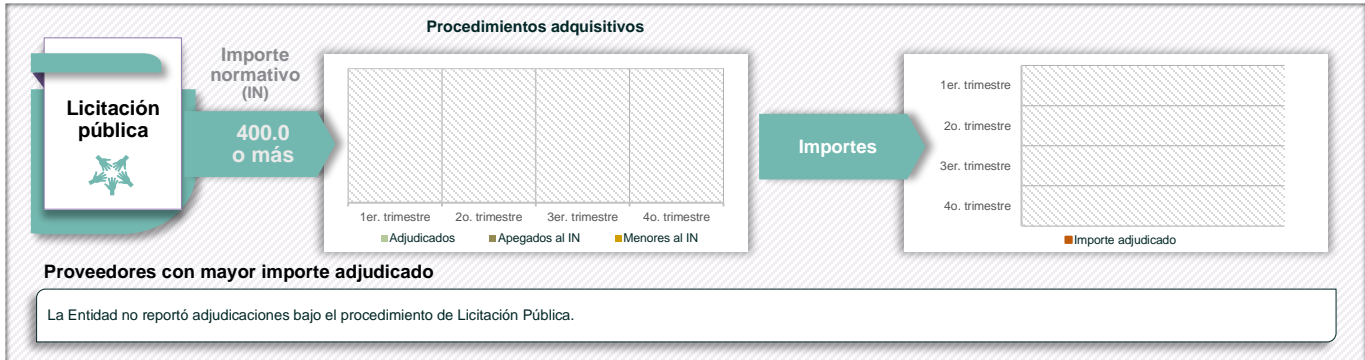 Procedimientos adquisitivos
Licitación
pública
Importe
normativo
(IN)
400.0
o más
1er. trimestre 2o. trimestre 3er. trimestre 4o. trimestre
Adjudicados Apegados al IN Menores al IN
Importes
1er. trimestre
2o. trimestre
3er. trimestre
4o. trimestre
Importe adjudicado
Proveedores con mayor importe adjudicado
La Entidad no reportó adjudicaciones bajo el procedimiento de Licitación Pública.